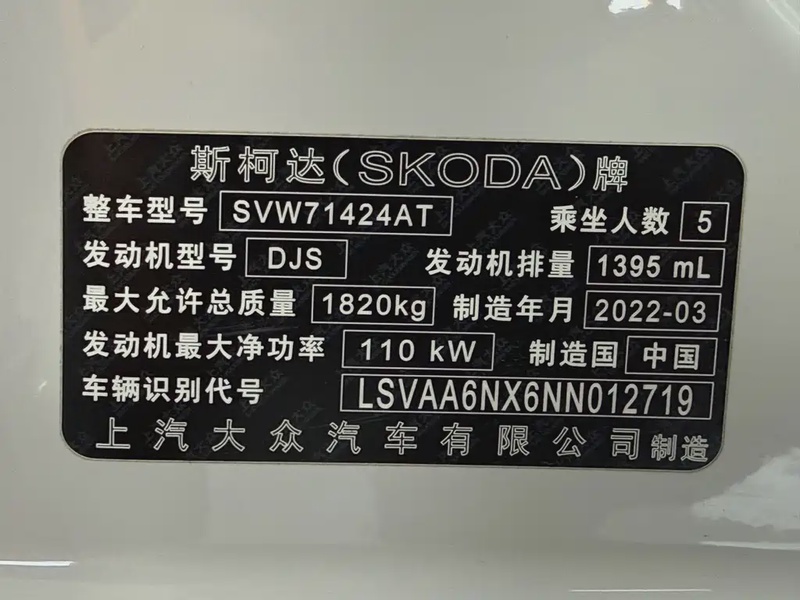 斯柯达(SKODA)牌
整车型号 SVW71424AT 乘坐人数 5
发动机型号 DJS 发动机排量 1395 mL
最大允许总质量 1820kg 制造年月 2022-03
发动机最大净功率 110 kW 制造国 中国
车辆识别代号 LSVAA6NX6NN012719
上汽大众汽车有限公司制造